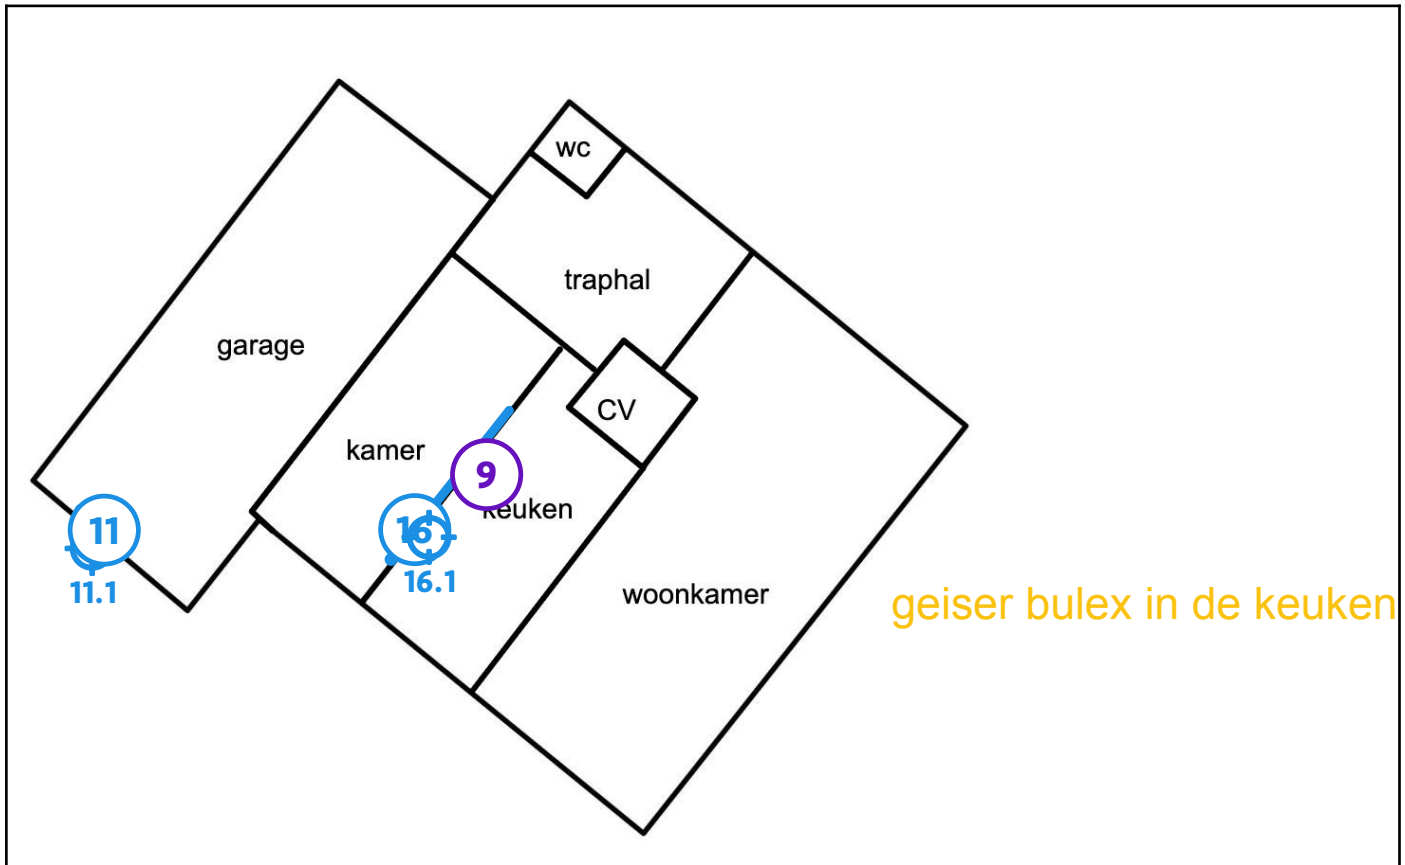 wc
traphal
garage
CV
kamer
9
keuken
11
16
11.1
16.1
woonkamer
geiser bulex in de keuken